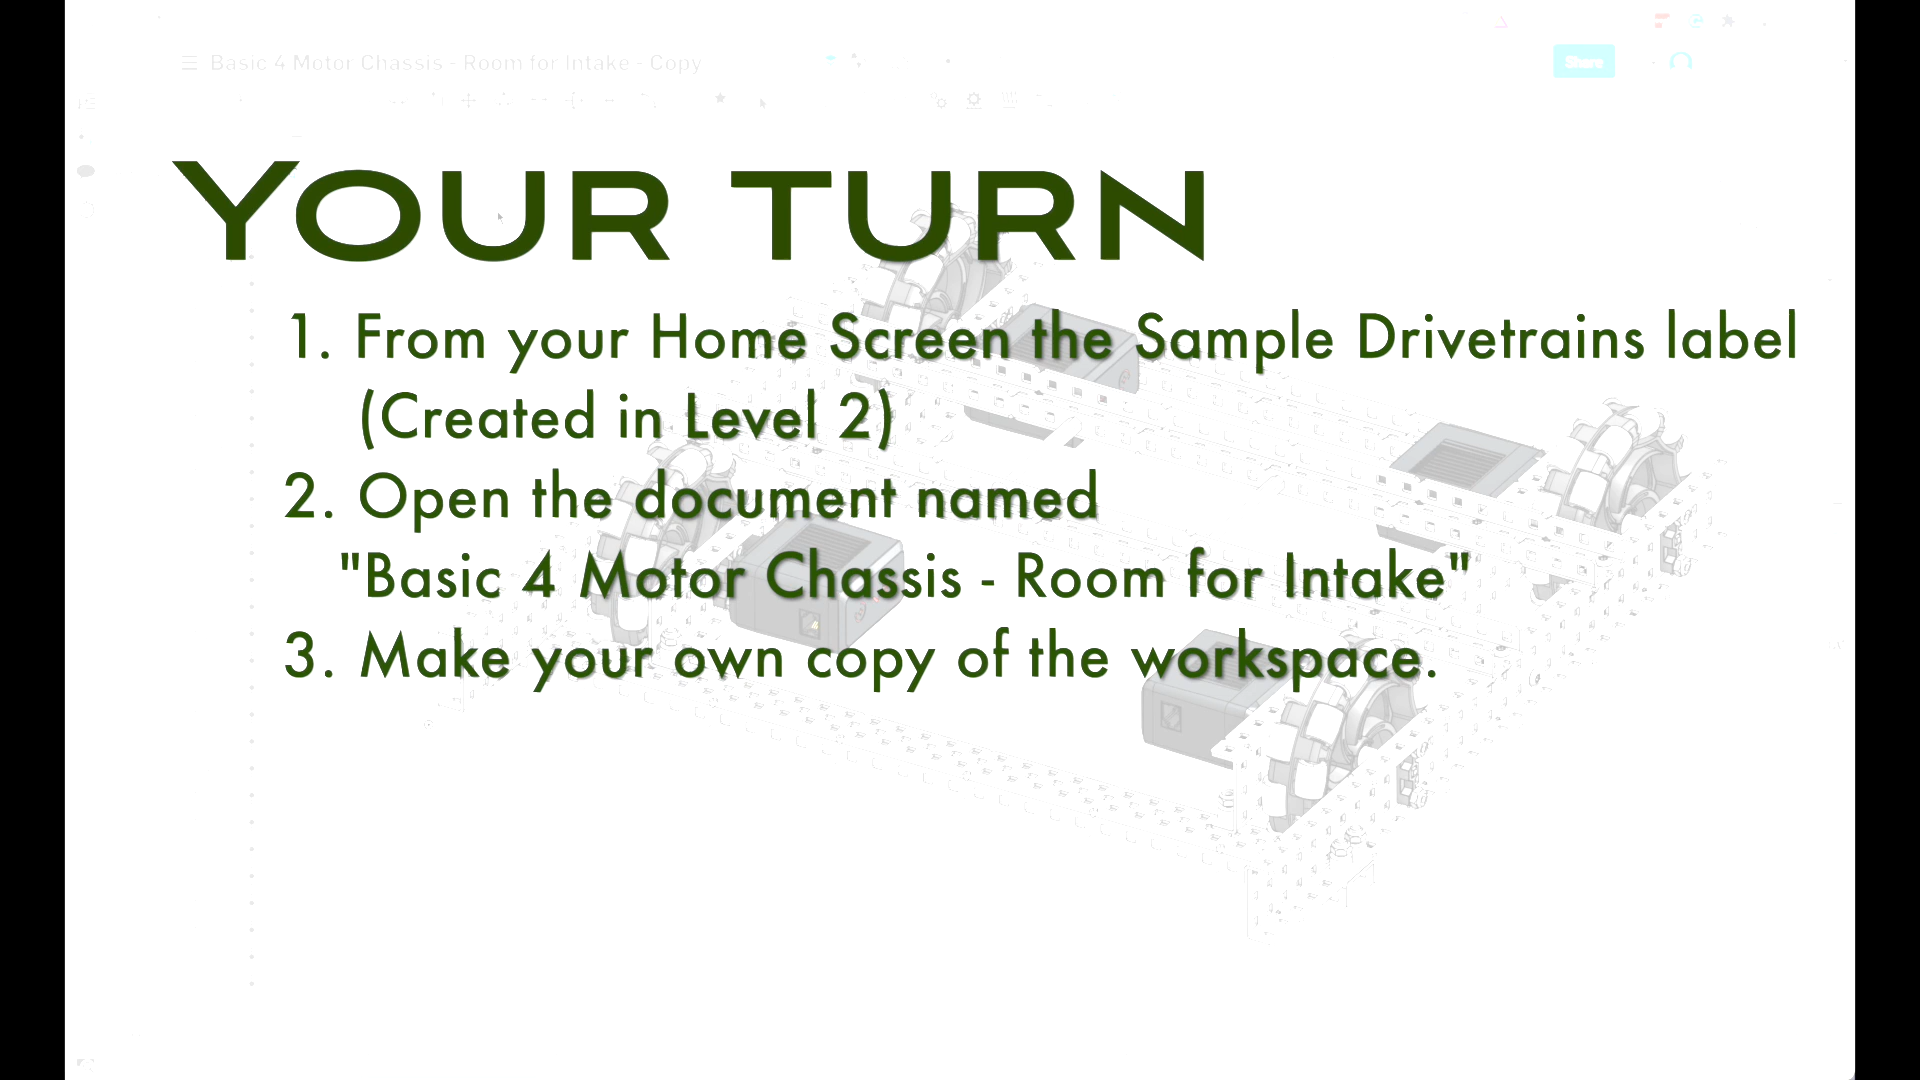 Basic 4 Motor Chassis - Room for Intake - Copy
Share
YOUR TURN
1. From your Home Screen the Sample Drivetrains label
(Created in Level 2)
2. Open the document named
"Basic 4 Motor Chassis - Room for Intake"
3. Make your own copy of the workspace.